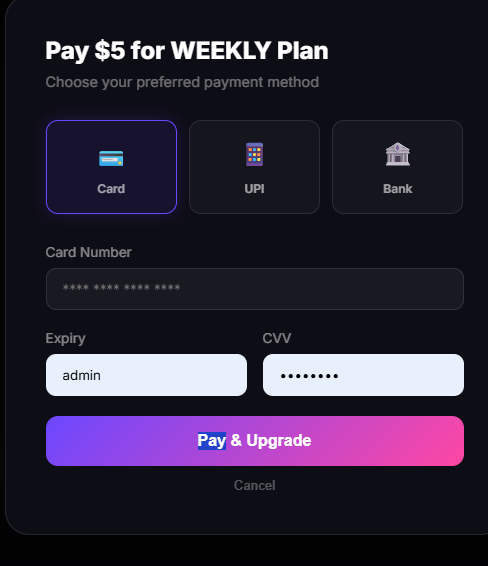 Pay $5 for WEEKLY Plan
Choose your preferred payment method
Card
UPI
Bank
Card Number
**** **** **** ****
Expiry
CVV
admin
••••••••
Pay & Upgrade
Cancel